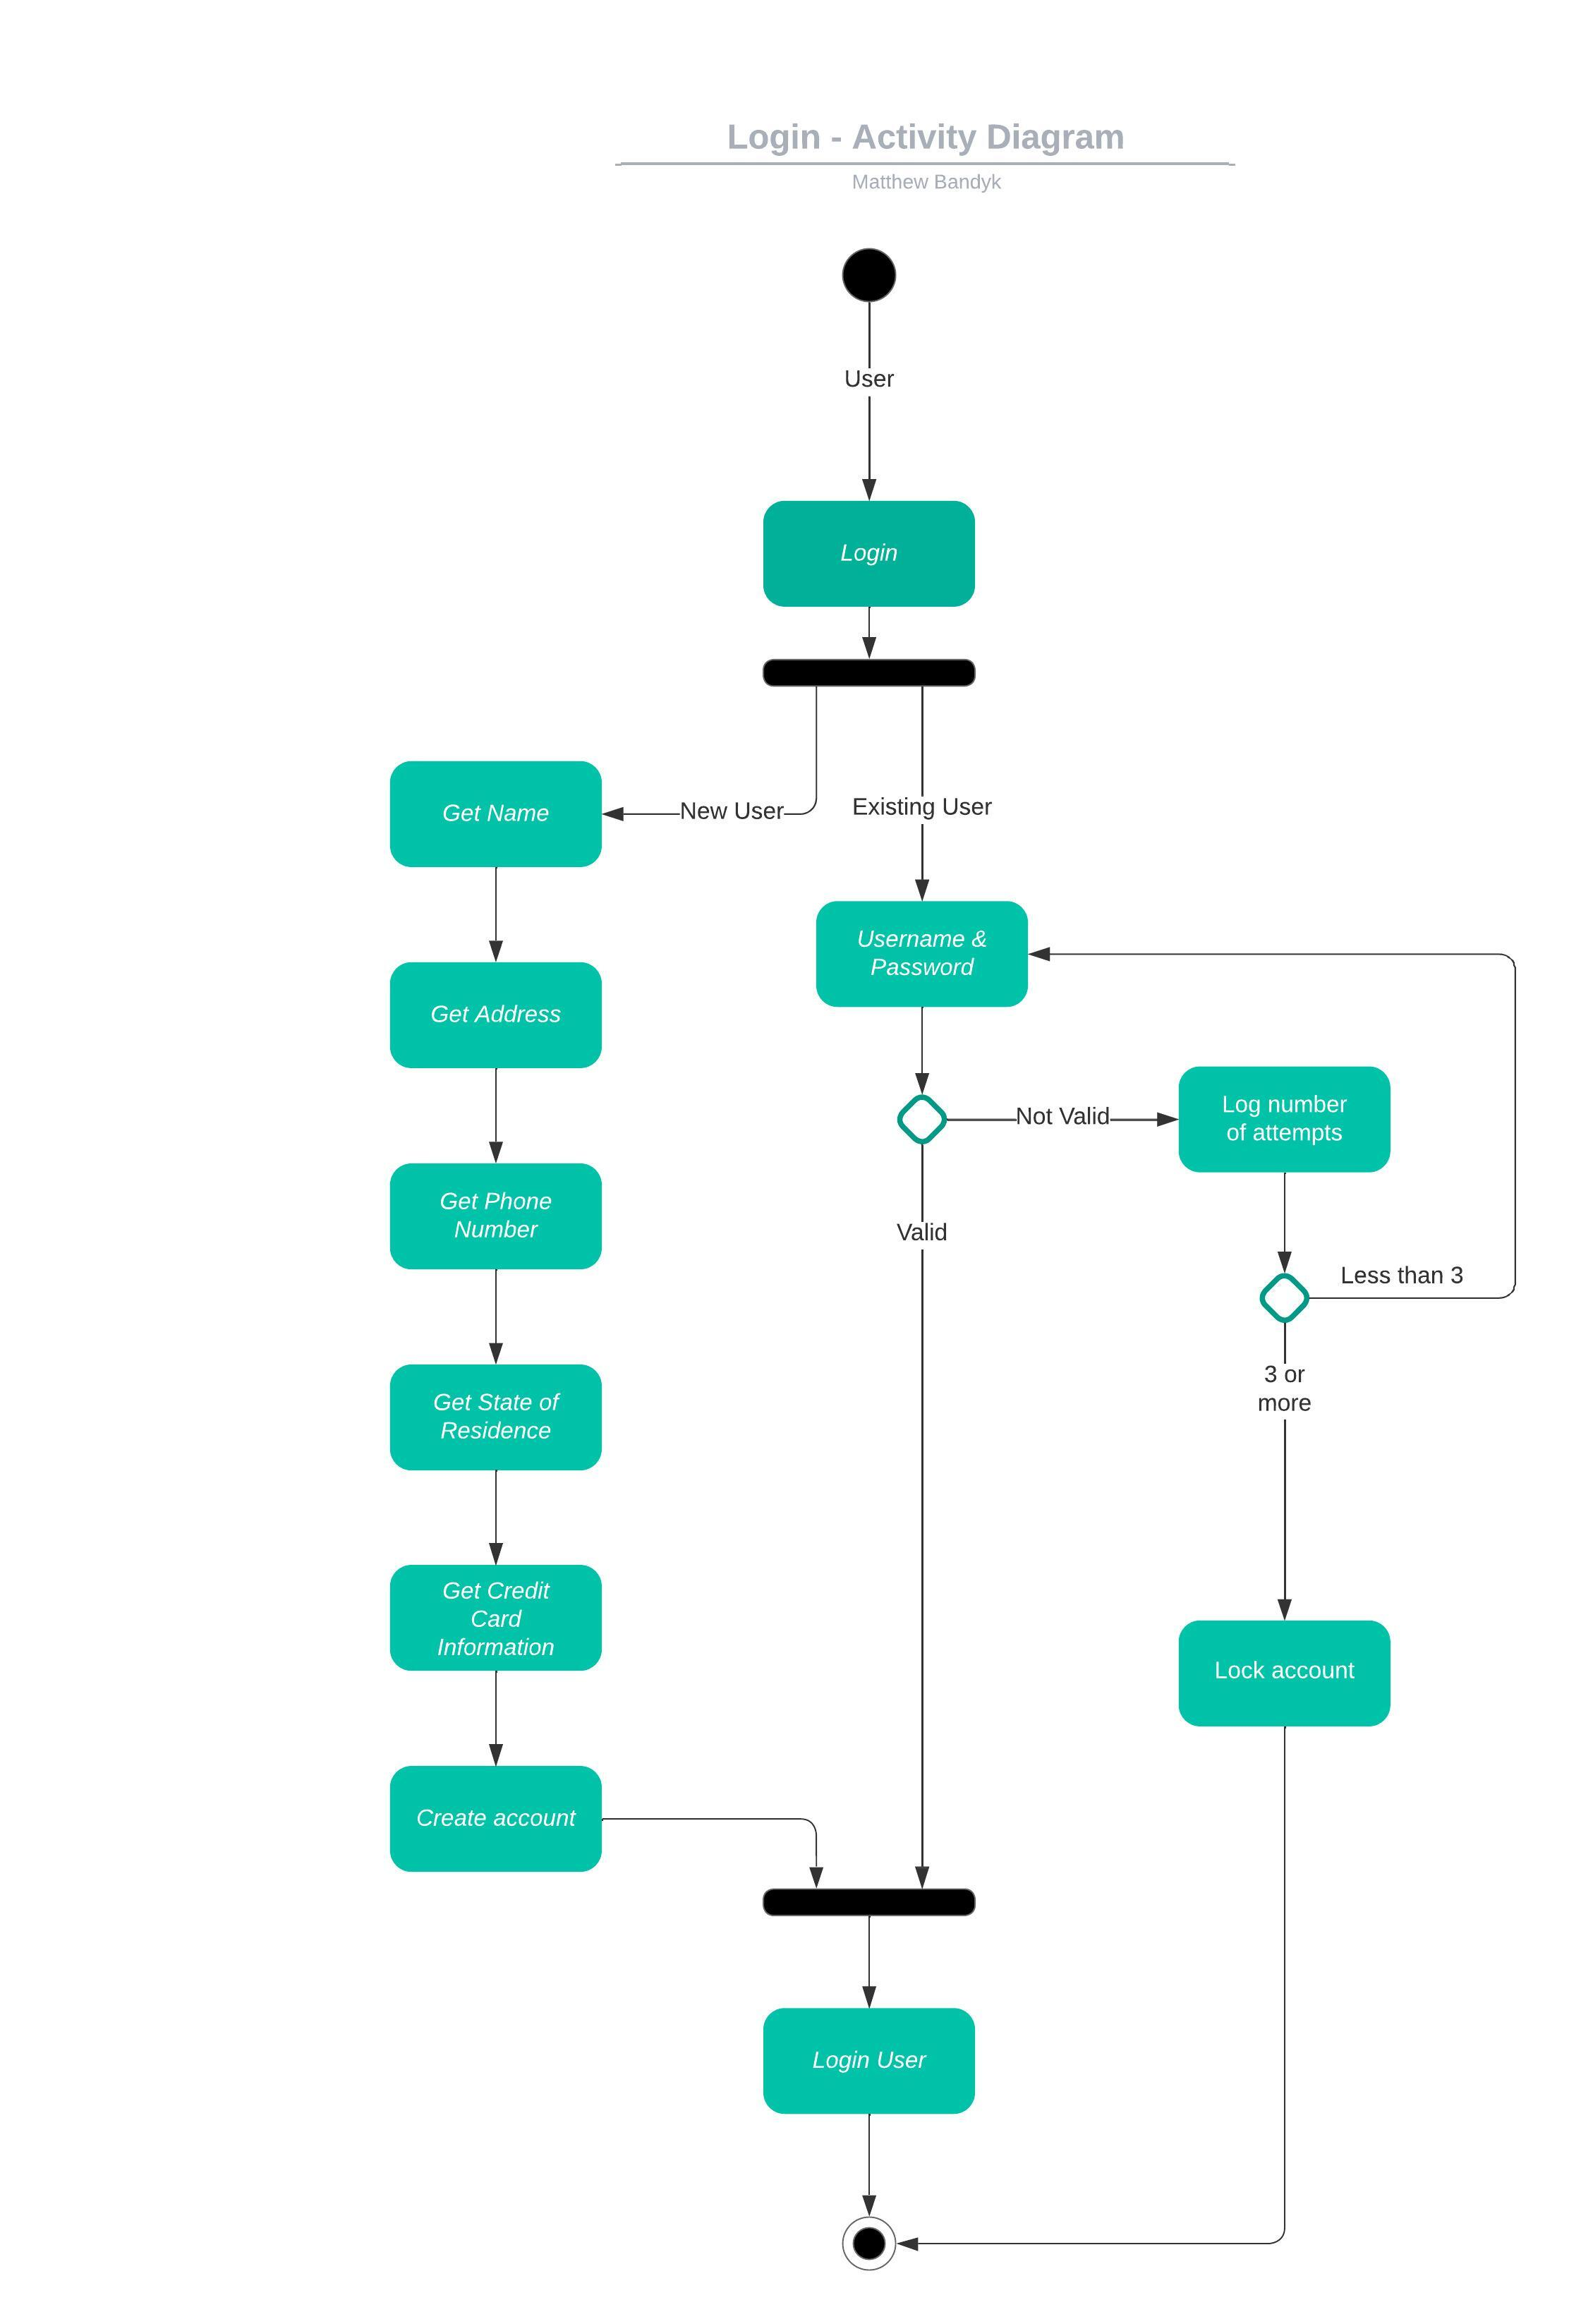 Login - Activity Diagram
Matthew Bandyk
User
Login
New User
Existing User
Get Name
Username &
Password
Get Address
Not Valid
Log number
of attempts
Get Phone
Number
Valid
Less than 3
3 or
more
Get State of
Residence
Get Credit
Card
Information
Lock account
Create account
Login User